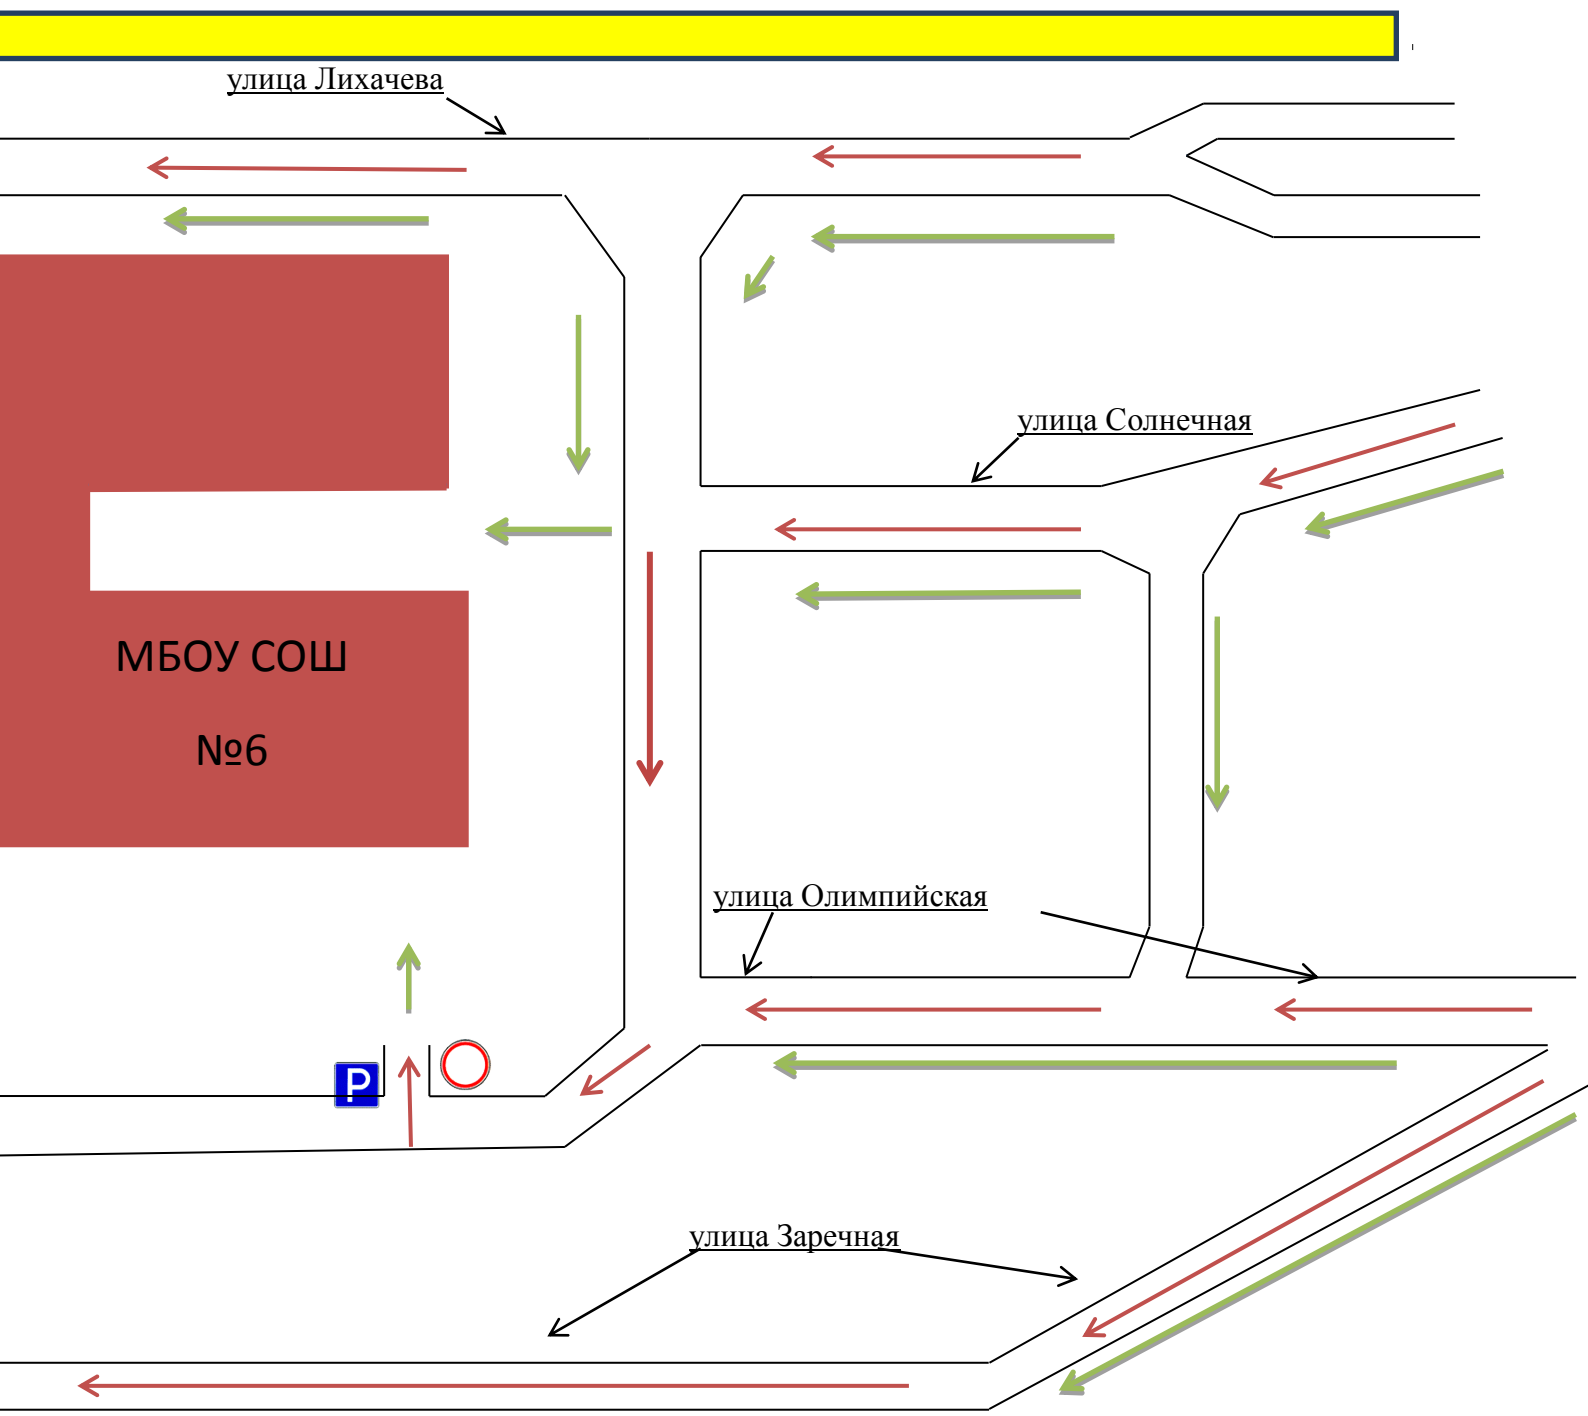 улица Лихачева
улица Солнечная
МБОУ СОШ
№6
улица Олимпийская
P
улица Заречная